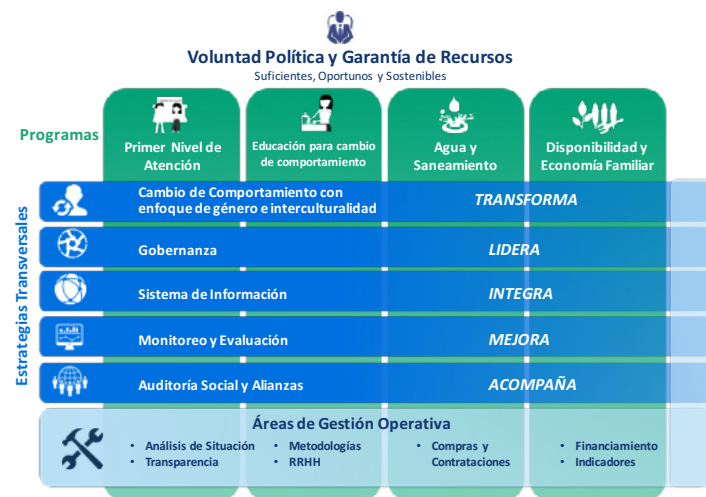 Voluntad Política y Garantía de Recursos
Suficientes, Oportunos y Sostenibles
Programas
Primer Nivel de
Atención
Educación para cambio
de comportamiento
Agua y
Saneamiento
Disponibilidad y
Economía Familiar
Estrategias Transversales
Cambio de Comportamiento con
enfoque de género e interculturalidad
TRANSFORMA
Gobernanza
LIDERA
Sistema de Información
INTEGRA
Monitoreo y Evaluación
MEJORA
Auditoría Social y Alianzas
ACOMPAÑA
Áreas de Gestión Operativa
• Análisis de Situación
• Transparencia
• Metodologías
• RRHH
• Compras y
Contrataciones
• Financiamiento
• Indicadores